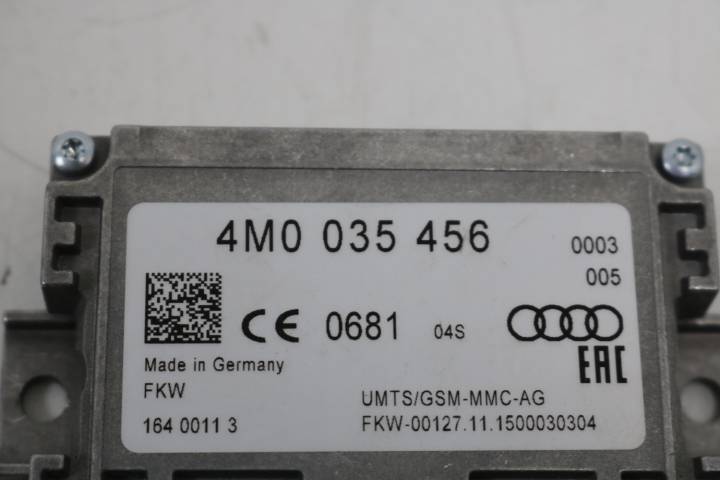 4M0 035 456
0003
005
CE 0681 04S
EAC
Made in Germany
FKW
UMTS/GSM-MMC-AG
164 0011 3
FKW-00127.11.1500030304